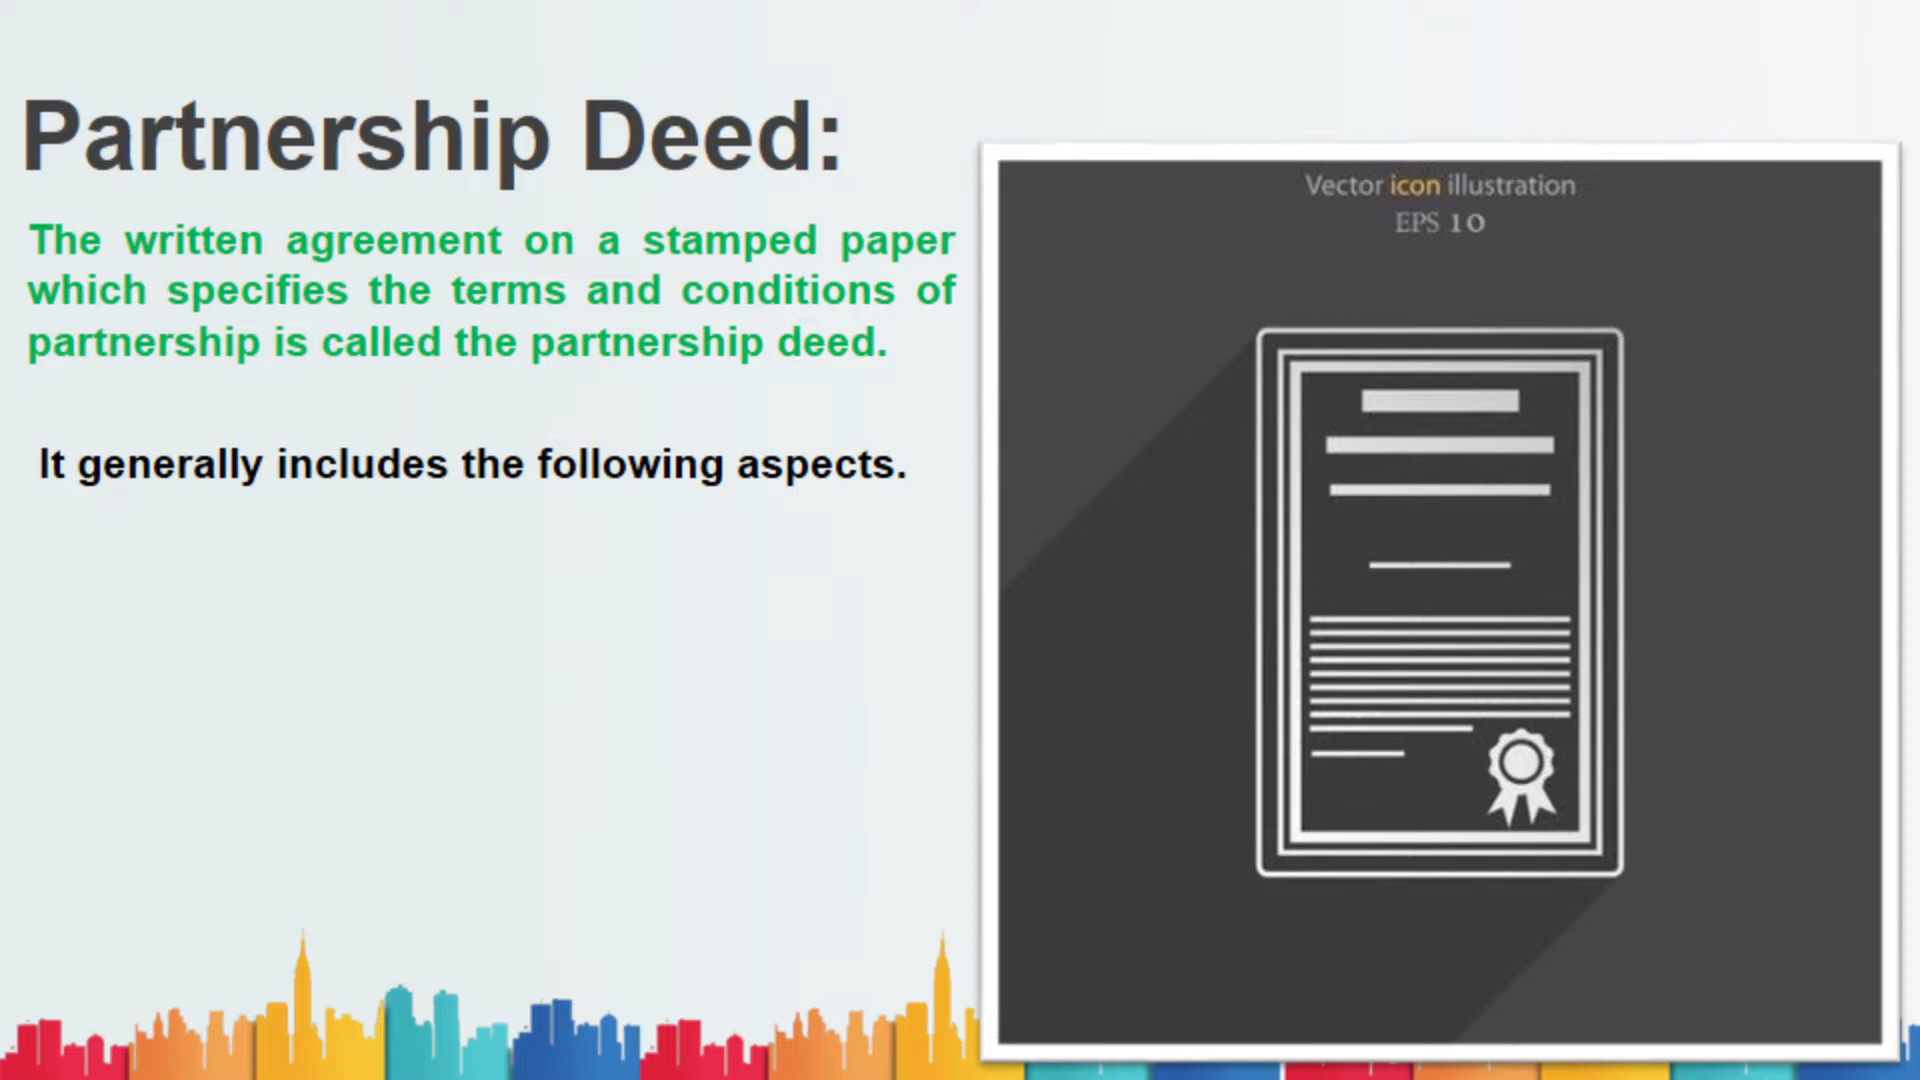 Partnership Deed:
The written agreement on a stamped paper
which specifies the terms and conditions of
partnership is called the partnership deed.
It generally includes the following aspects.
Vector icon illustration
EPS 10